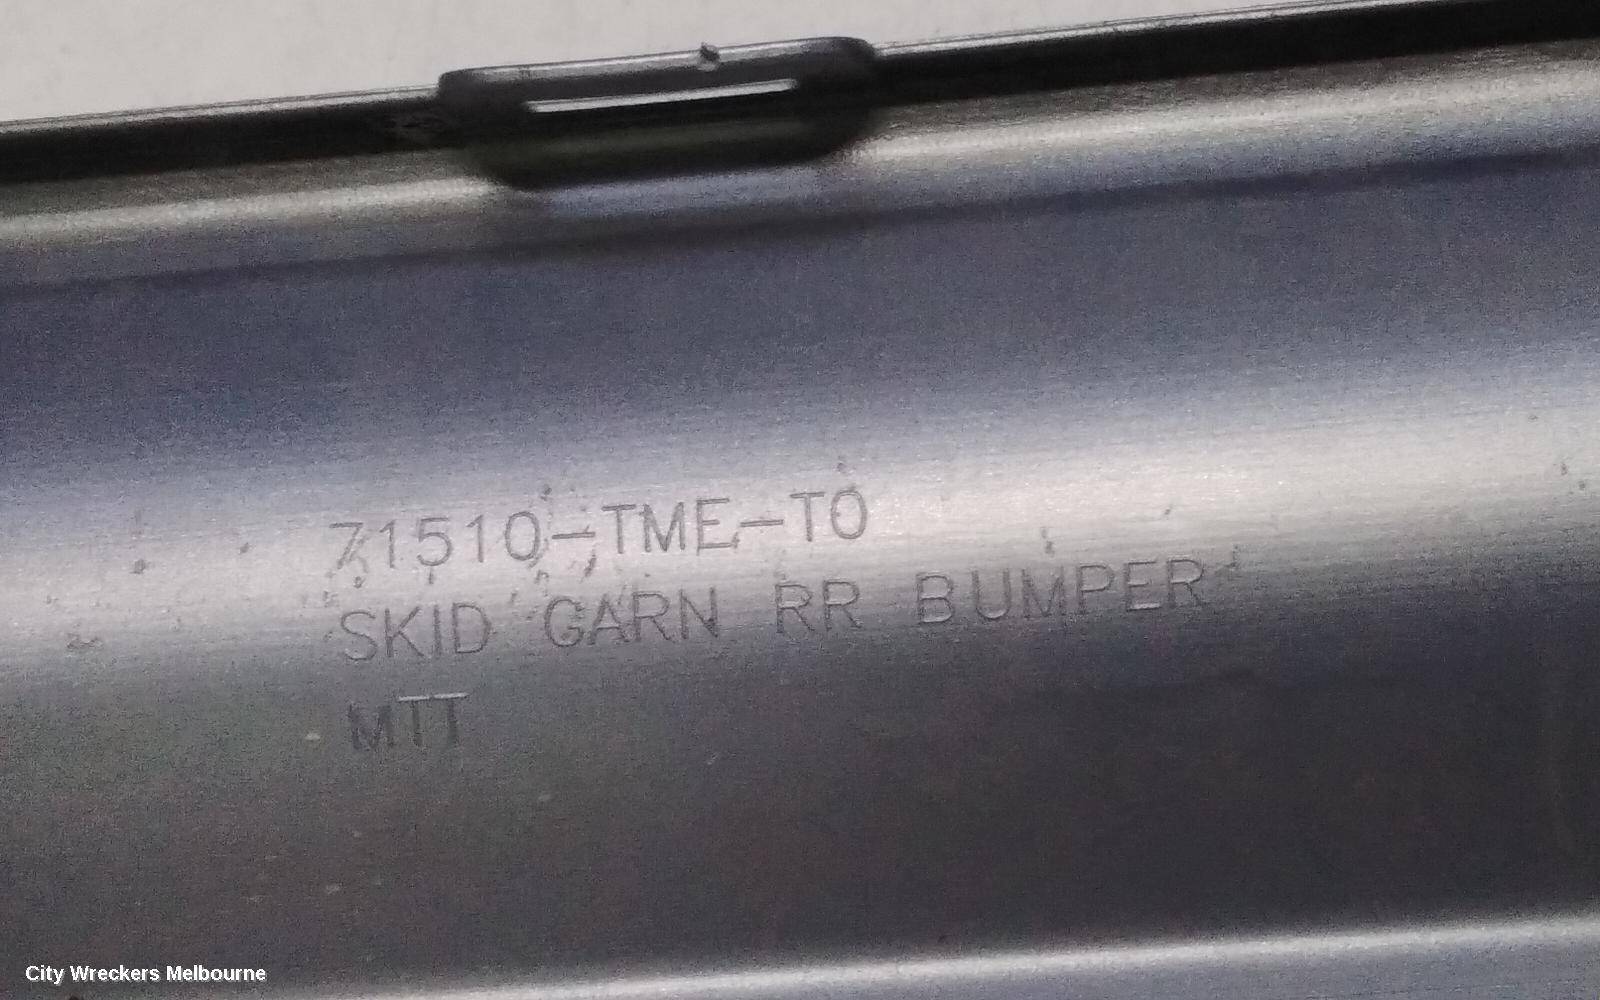 71510-TME-T0
SKID GARN RR BUMPER
MTT
City Wreckers Melbourne